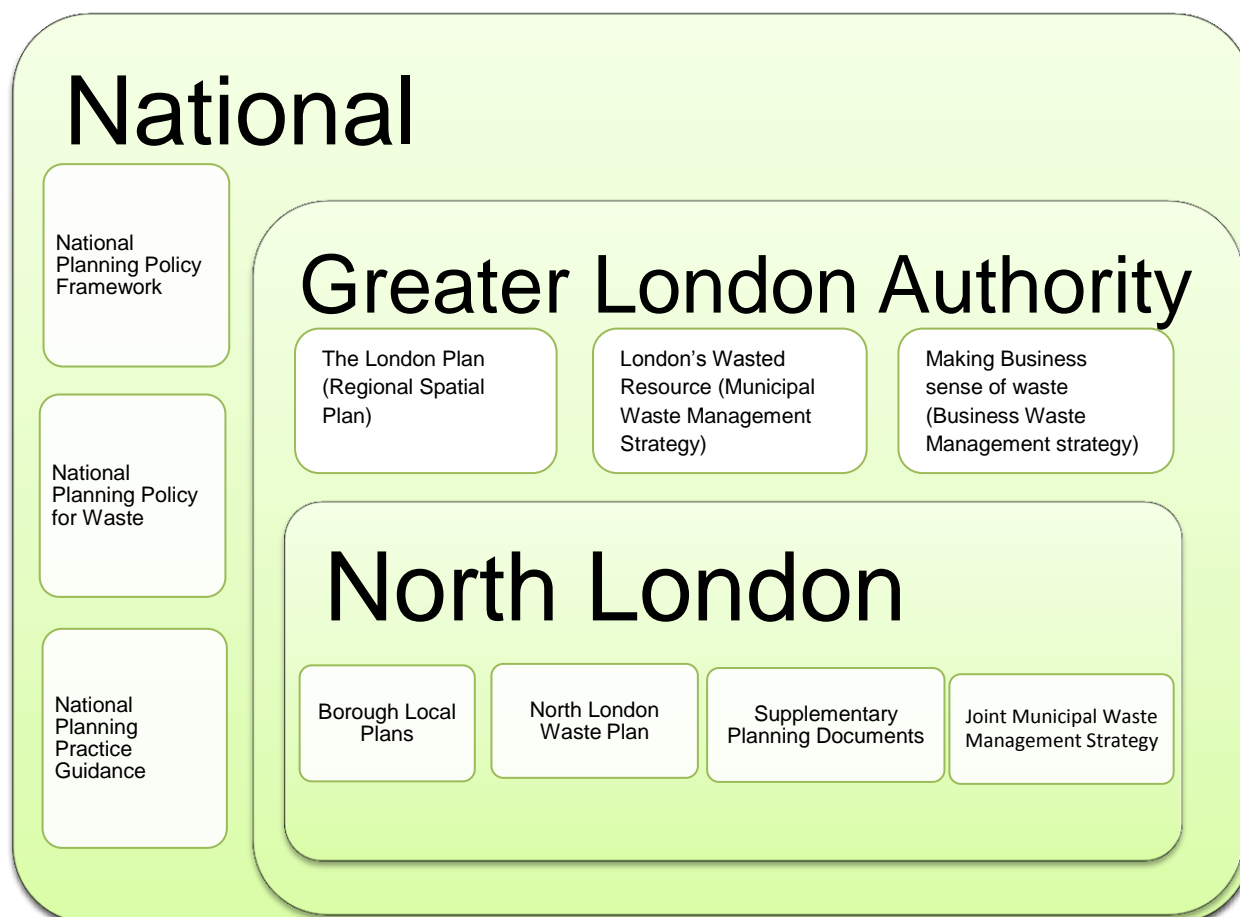 National
National
Planning Policy
Framework
National
Planning Policy
for Waste
National
Planning
Practice
Guidance
Greater London Authority
The London Plan
(Regional Spatial
Plan)
London’s Wasted
Resource (Municipal
Waste Management
Strategy)
Making Business
sense of waste
(Business Waste
Management strategy)
North London
Borough Local
Plans
North London
Waste Plan
Supplementary
Planning Documents
Joint Municipal Waste
Management Strategy